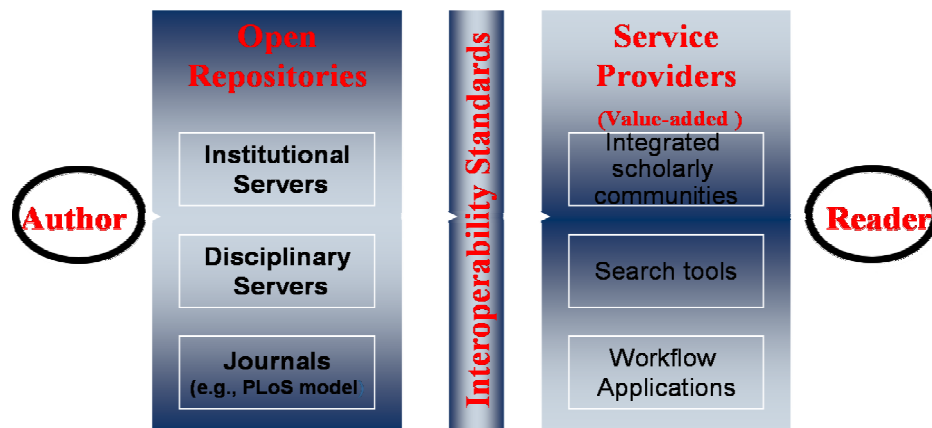 Author
Open
Repositories
Institutional
Servers
Disciplinary
Servers
Journals
(e.g., PLoS model
Interoperability Standards
Service
Providers
(Value-added )
Integrated
scholarly
communities
Search tools
Workflow
Applications
Reader